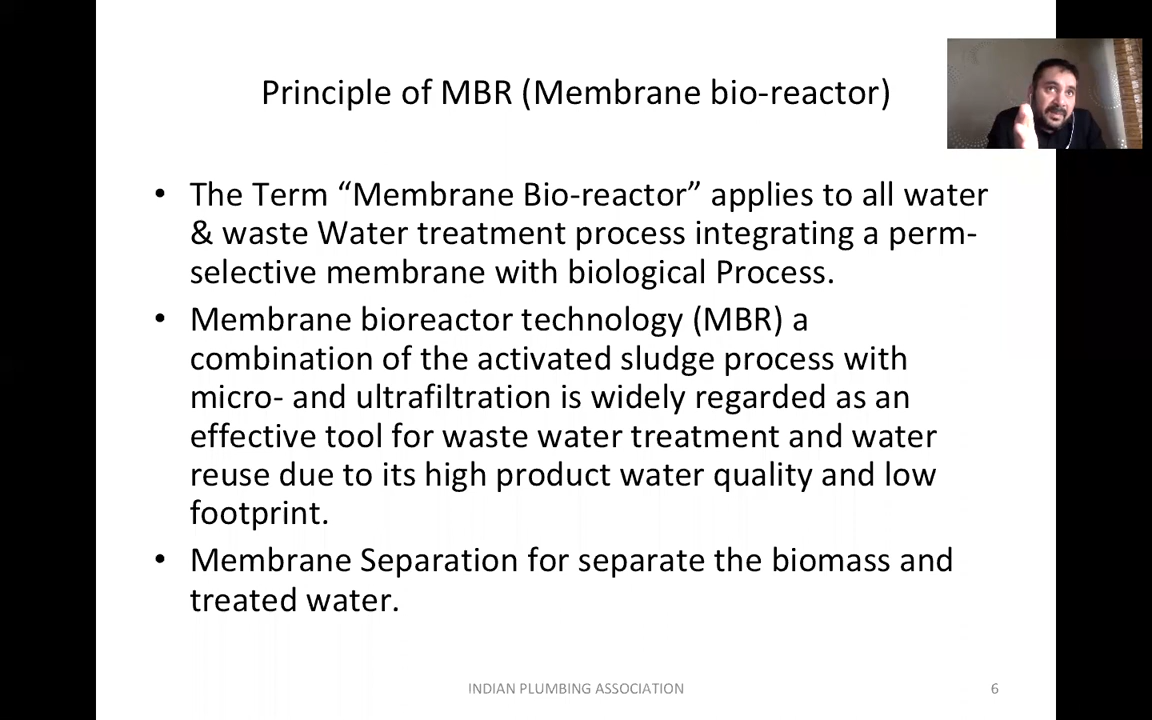 Principle of MBR (Membrane bio-reactor)
• The Term “Membrane Bio-reactor” applies to all water
& waste Water treatment process integrating a perm-
selective membrane with biological Process.
• Membrane bioreactor technology (MBR) a
combination of the activated sludge process with
micro- and ultrafiltration is widely regarded as an
effective tool for waste water treatment and water
reuse due to its high product water quality and low
footprint.
• Membrane Separation for separate the biomass and
treated water.
INDIAN PLUMBING ASSOCIATION
6